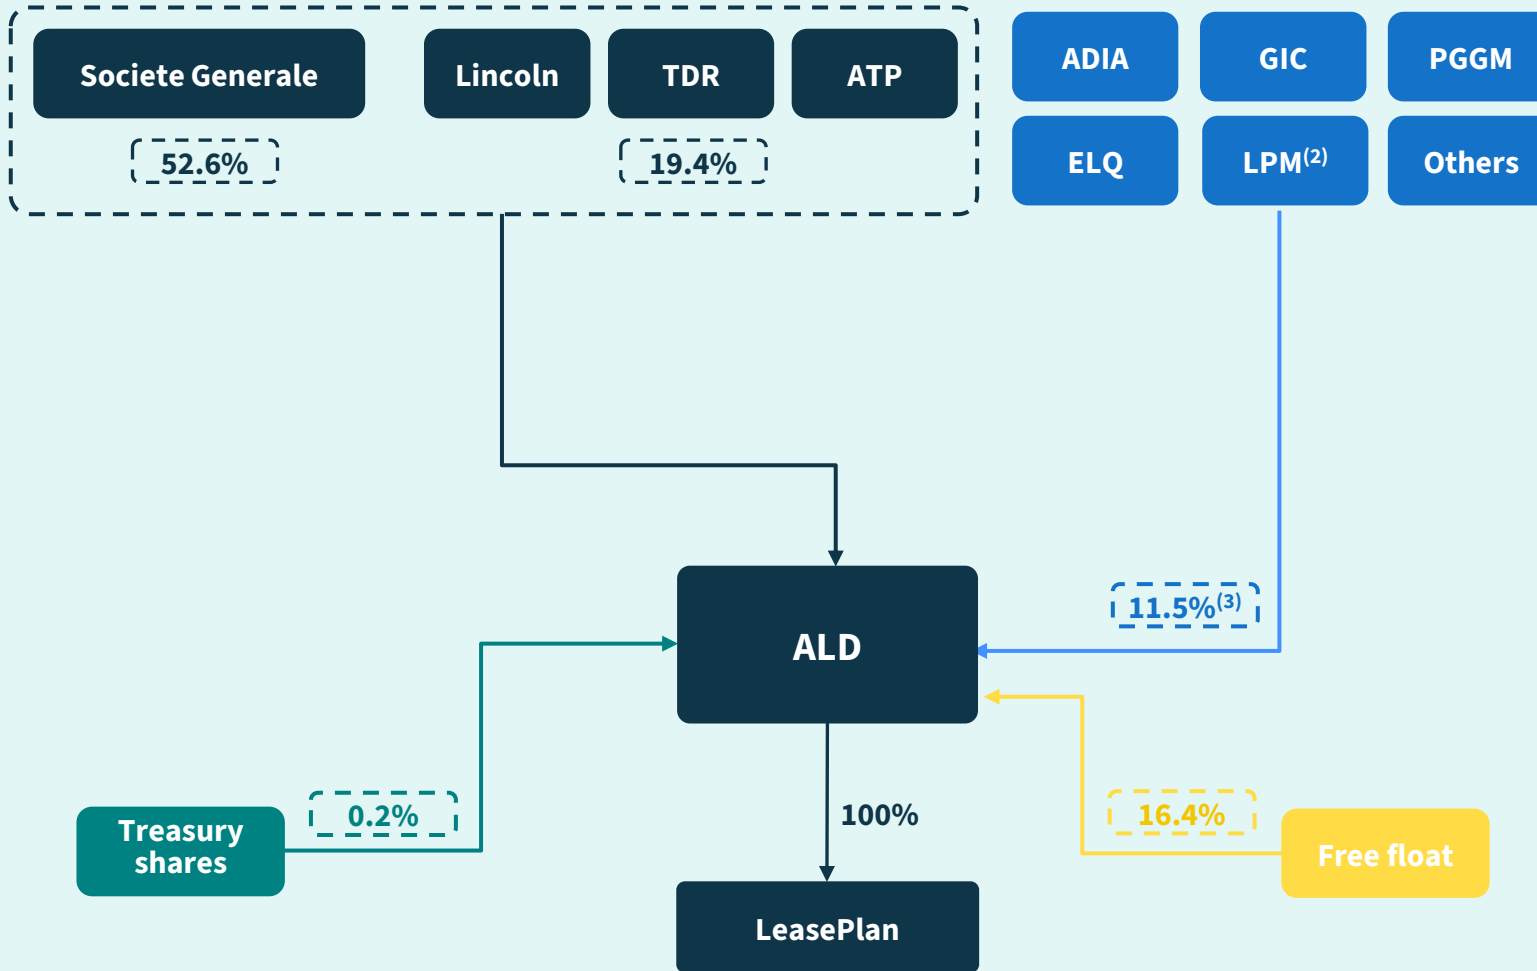 Societe Generale
Lincoln
TDR
ATP
52.6%
19.4%
ADIA
GIC
PGGM
ELQ
LPM(2)
Others
11.5%(3)
ALD
Treasury
shares
0.2%
100%
16.4%
Free float
LeasePlan